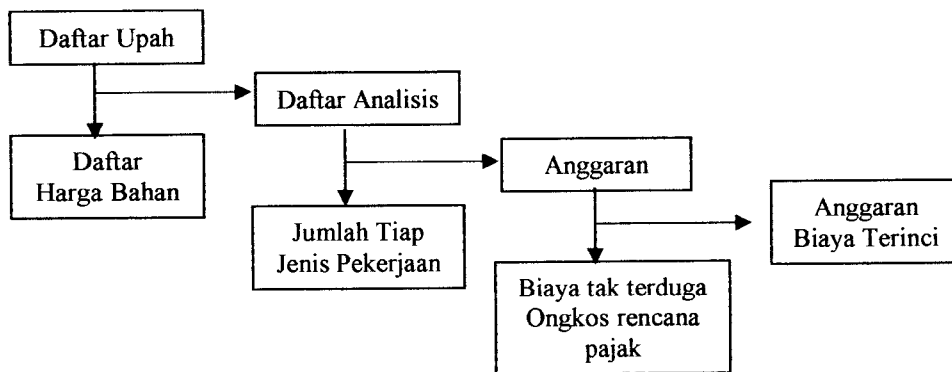 Daftar Upah
Daftar Analisis
Daftar
Harga Bahan
Anggaran
Jumlah Tiap
Jenis Pekerjaan
Anggaran
Biaya Terinci
Biaya tak terduga
Ongkos rencana
pajak